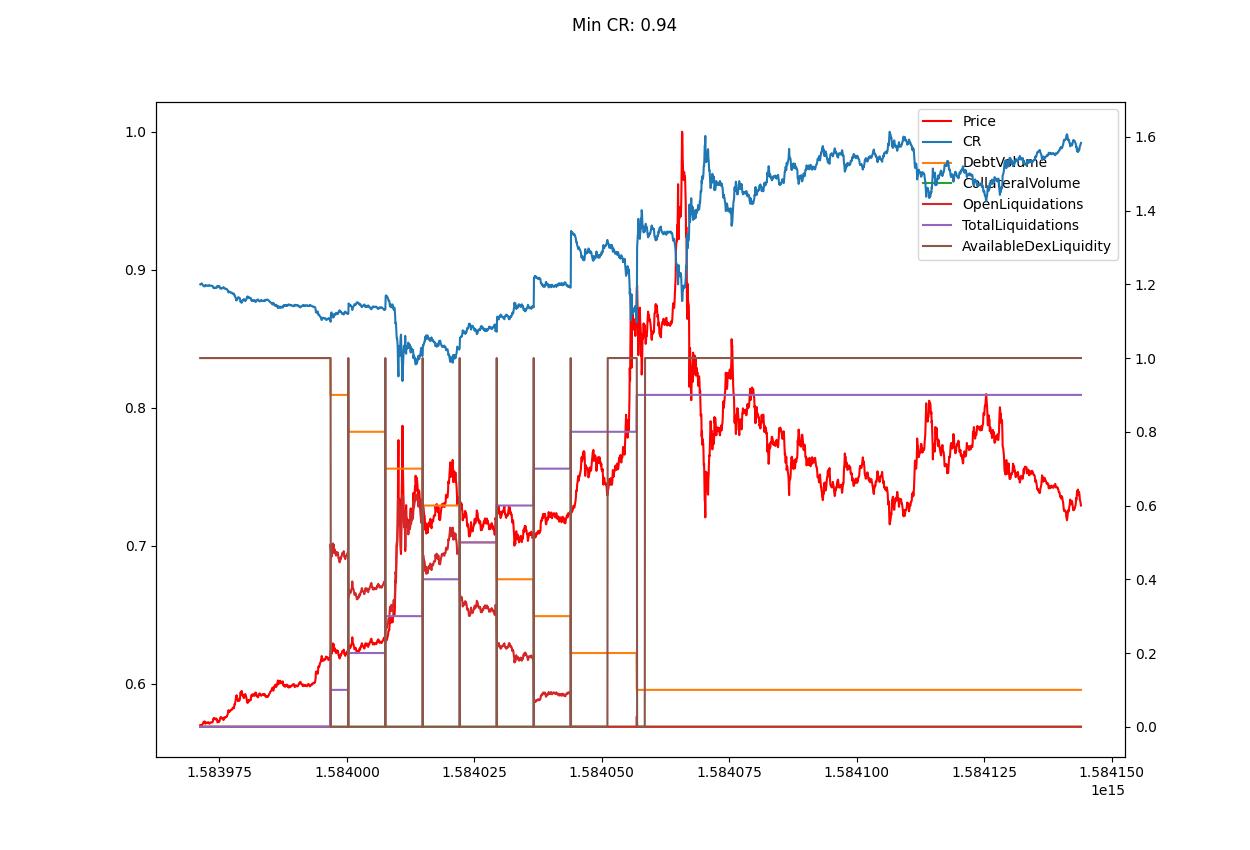 Min CR: 0.94
1.0
0.9
0.8
0.7
0.6
1.6
1.4
1.2
1.0
0.8
0.6
0.4
0.2
0.0
Price
CR
DebtVolume
CollateralVolume
OpenLiquidations
TotalLiquidations
AvailableDexLiquidity
1.583975 1.584000 1.584025 1.584050 1.584075 1.584100 1.584125 1.584150
1e15